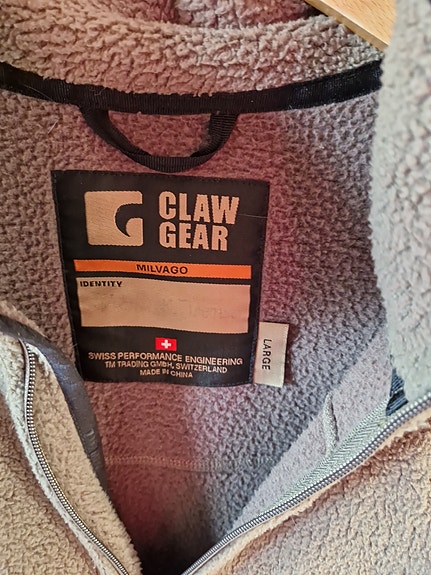 CLAW
GEAR
MILVAGO
IDENTITY
SWISS PERFORMANCE ENGINEERING
TM TRADING GMBH, SWITZERLAND
MADE IN CHINA
LARGE